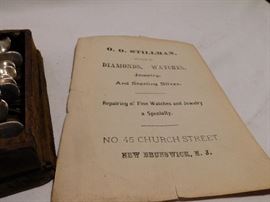 O. O. STILLMAN,
DIAMONDS, WATCHES,
Jewelry,
And Sterling Silver.
Repairing of Fine Watches and Jewelry
a Specialty.
NO. 45 CHURCH STREET.
NEW BRUNSWICK, N. J.